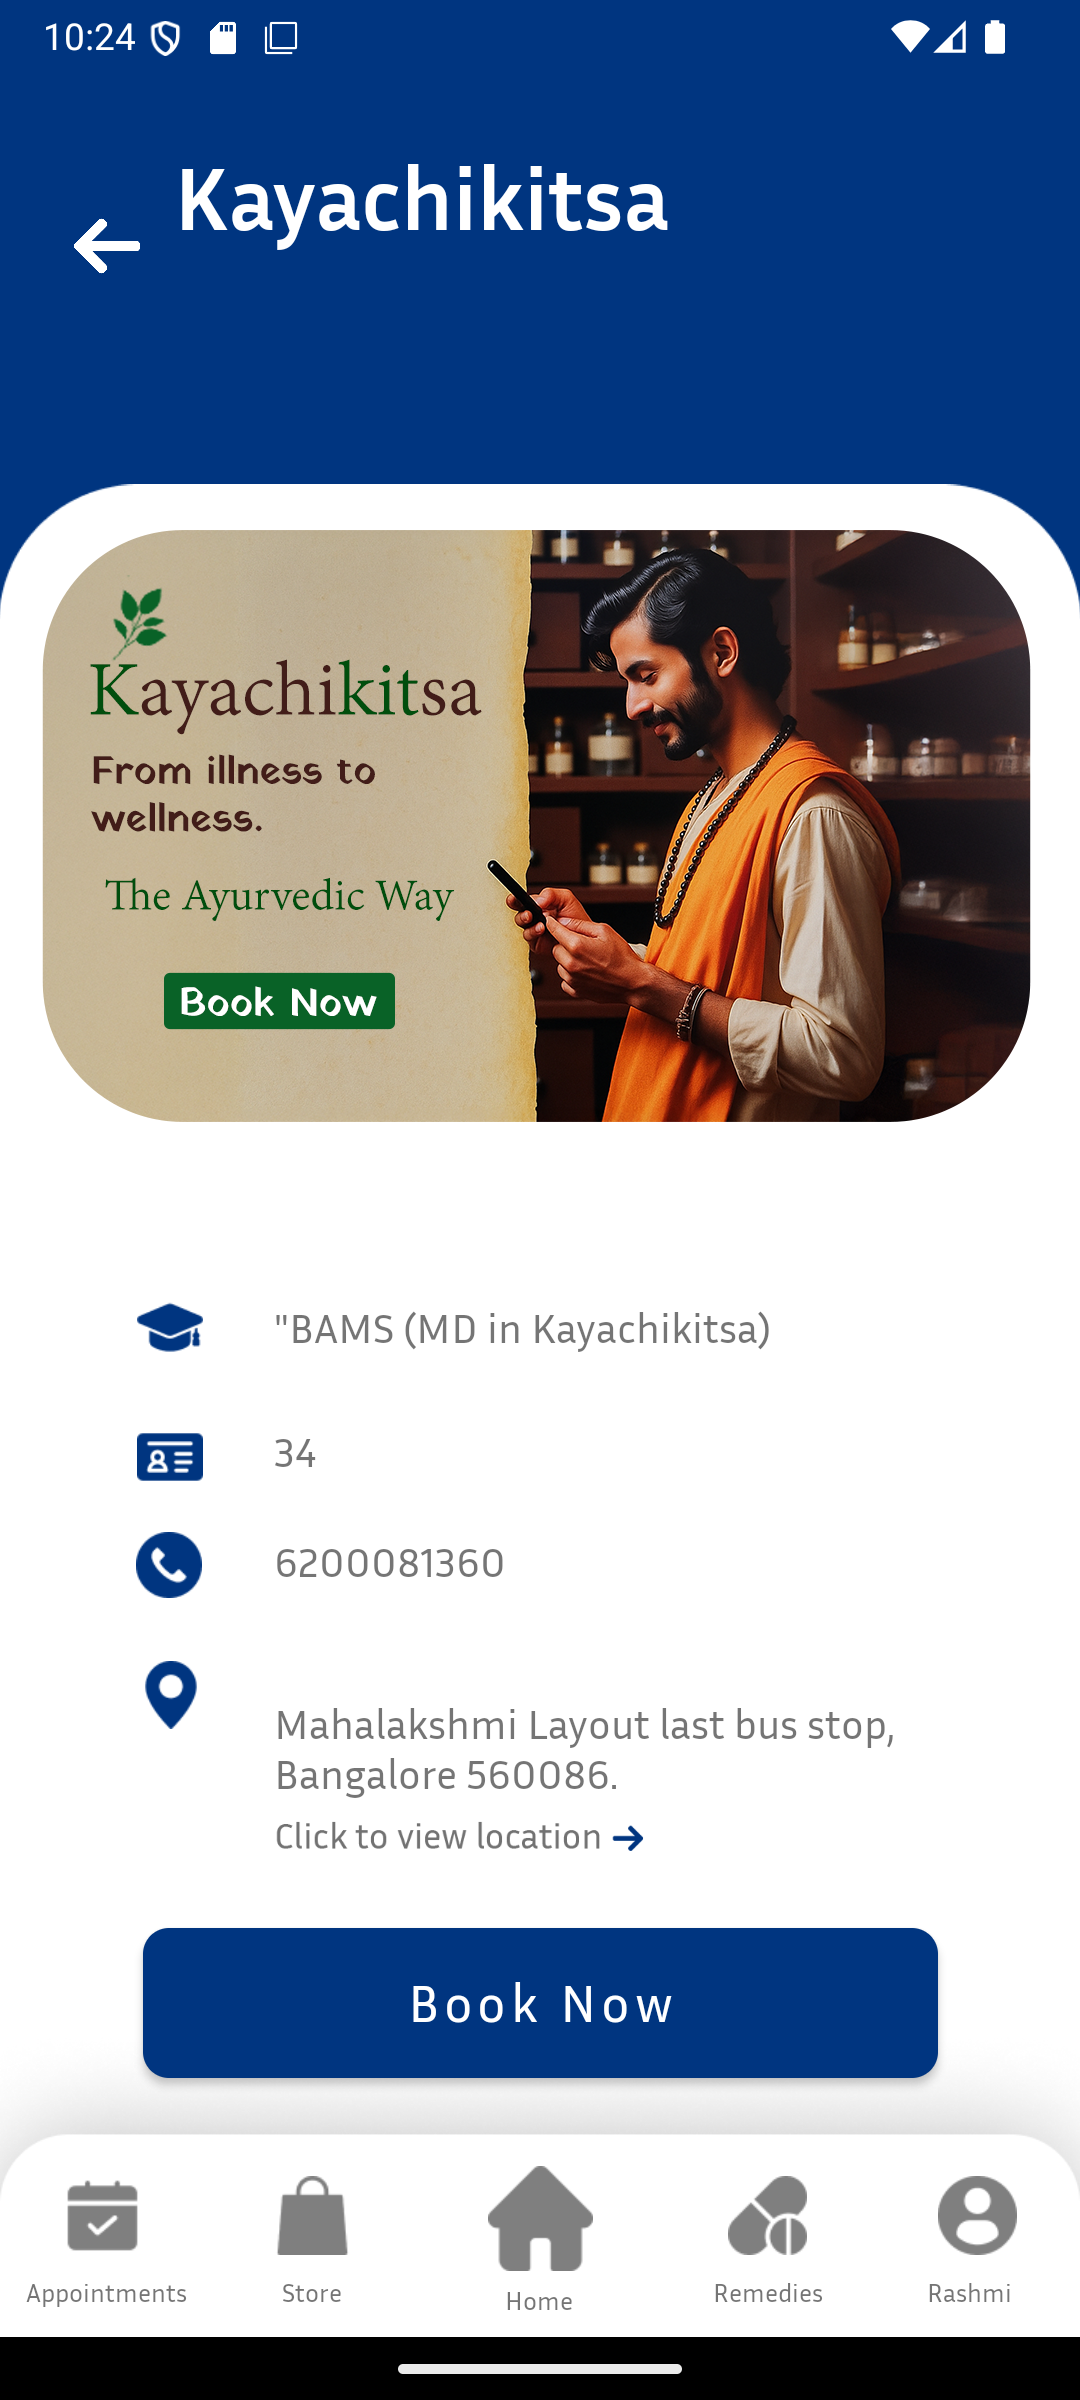 10:24
Kayachikitsa
Kayachikitsa
From illness to
wellness.
The Ayurvedic Way
Book Now
"BAMS (MD in Kayachikitsa)
34
6200081360
Mahalakshmi Layout last bus stop,
Bangalore 560086.
Click to view location
Book Now
Appointments
Store
Home
Remedies
Rashmi